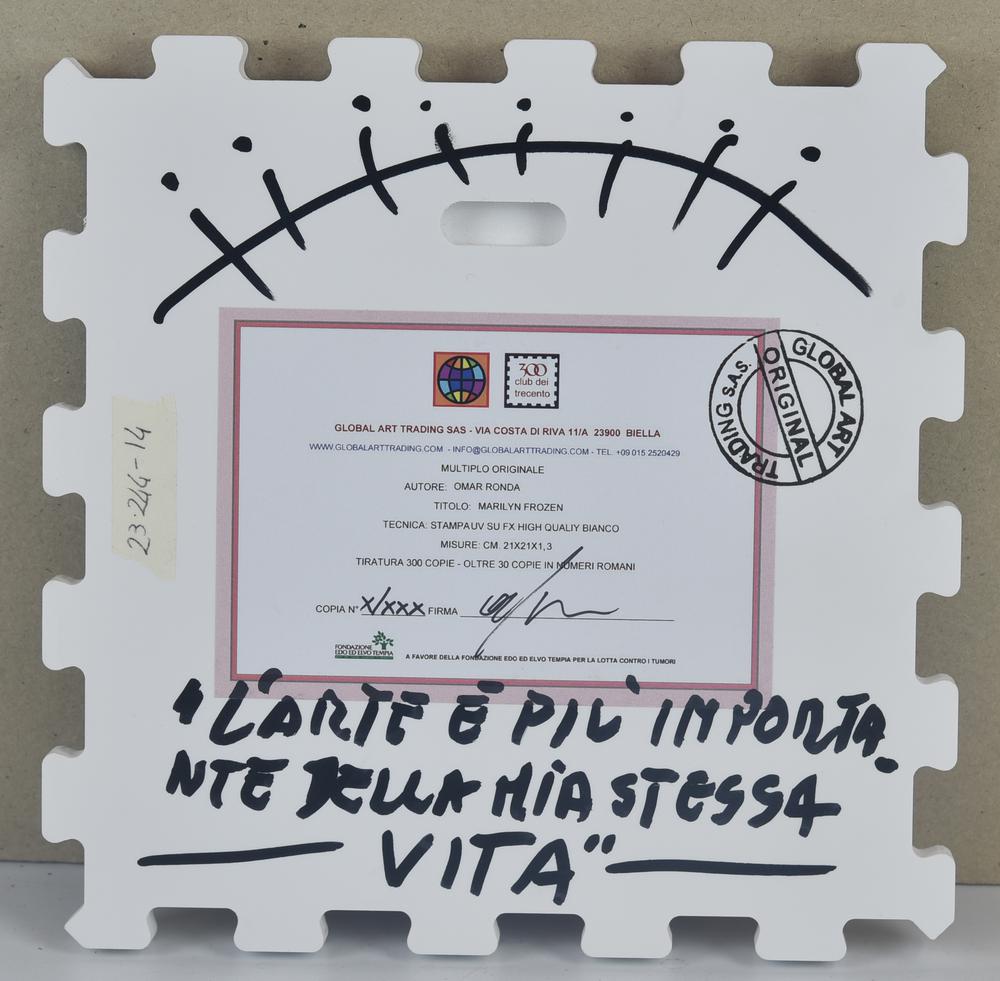 300
club dei
trecento
GLOBAL ART TRADING SAS - VIA COSTA DI RIVA 11/A 23900 BIELLA
WWW.GLOBALARTTRADING.COM - INFO@GLOBALARTTRADING.COM - TEL. +09 015 2520429
MULTIPLO ORIGINALE
AUTORE: OMAR RONDA
TITOLO: MARILYN FROZEN
TECNICA: STAMPA UV SU FX HIGH QUALIY BIANCO
MISURE: CM. 21X21X1,3
TIRATURA 300 COPIE - OLTRE 30 COPIE IN NUMERI ROMANI
COPIA N° X/XXX FIRMA
FONDAZIONE
EDO ED ELVO TEMPIA
A FAVORE DELLA FONDAZIONE EDO ED ELVO TEMPIA PER LA LOTTA CONTRO I TUMORI
GLOBAL ART
ORIGINAL
TRADING S.A.S.
23.246-14
"L'ARTE È PIÙ IMPORTA-
NTE DELLA MIA STESSA
VITA"